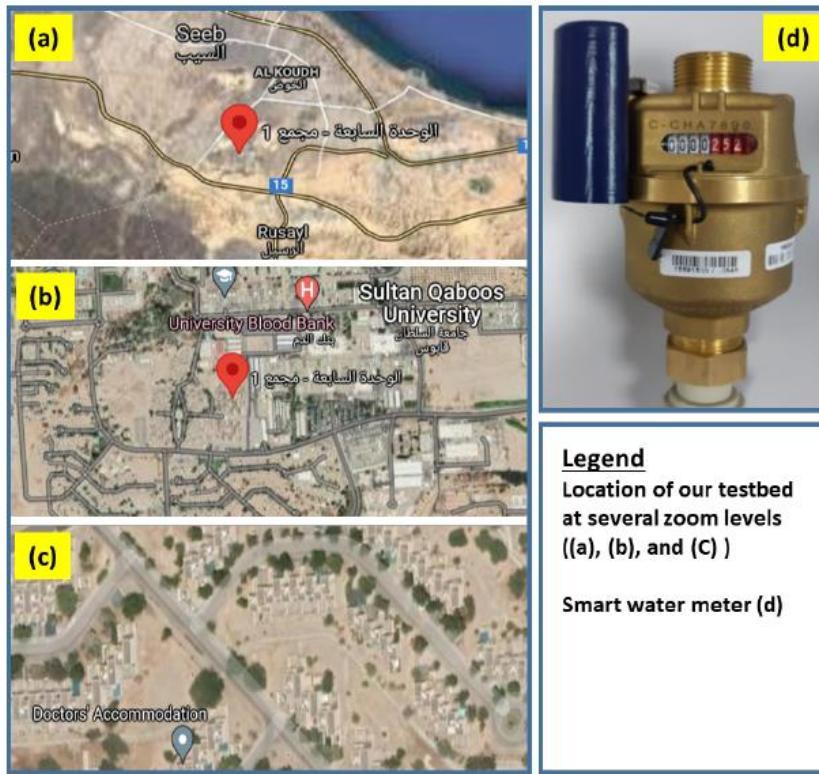 (a)
Seeb
السيب
AL KOUDH
الخوض
الوحدة السابعة - مجمع 1
15
Rusayl
الرسيل
(b)
Sultan Qaboos
University
جامعة السلطان
قابوس
H
University Blood Bank
بنك الدم
الوحدة السابعة - مجمع 1
(c)
Doctors' Accommodation
(d)
C-CHA7890
0000252
Legend
Location of our testbed
at several zoom levels
((a), (b), and (C) )
Smart water meter (d)